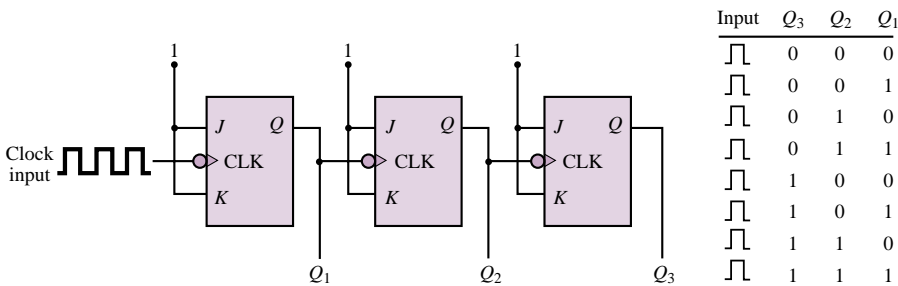 1 1 1
J Q J Q J Q
Clock input
CLK CLK CLK
K K K
Q1 Q2 Q3
Input Q3 Q2 Q1
0 0 0
0 0 1
0 1 0
0 1 1
1 0 0
1 0 1
1 1 0
1 1 1